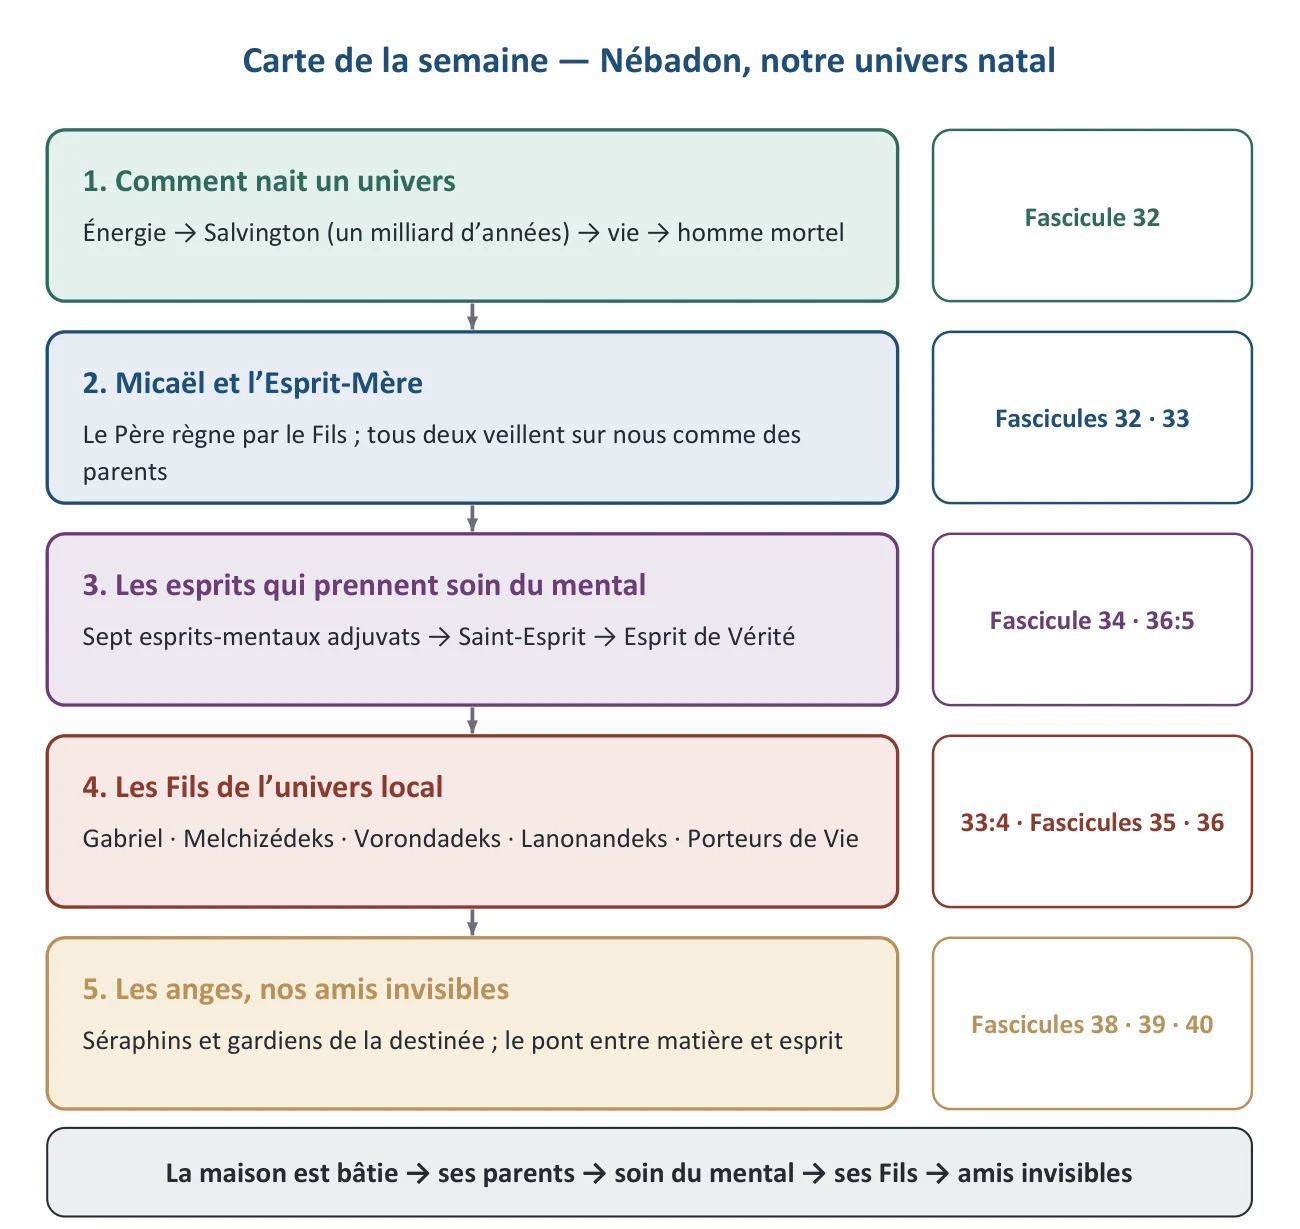 Carte de la semaine — Nébadon, notre univers natal
1. Comment nait un univers
Énergie → Salvington (un milliard d’années) → vie → homme mortel
Fascicule 32
2. Micaël et l’Esprit-Mère
Le Père règne par le Fils ; tous deux veillent sur nous comme des
parents
Fascicules 32 · 33
3. Les esprits qui prennent soin du mental
Sept esprits-mentaux adjuvats → Saint-Esprit → Esprit de Vérité
Fascicule 34 · 36:5
4. Les Fils de l’univers local
Gabriel · Melchizédeks · Vorondadeks · Lanonandeks · Porteurs de Vie
33:4 · Fascicules 35 · 36
5. Les anges, nos amis invisibles
Séraphins et gardiens de la destinée ; le pont entre matière et esprit
Fascicules 38 · 39 · 40
La maison est bâtie → ses parents → soin du mental → ses Fils → amis invisibles